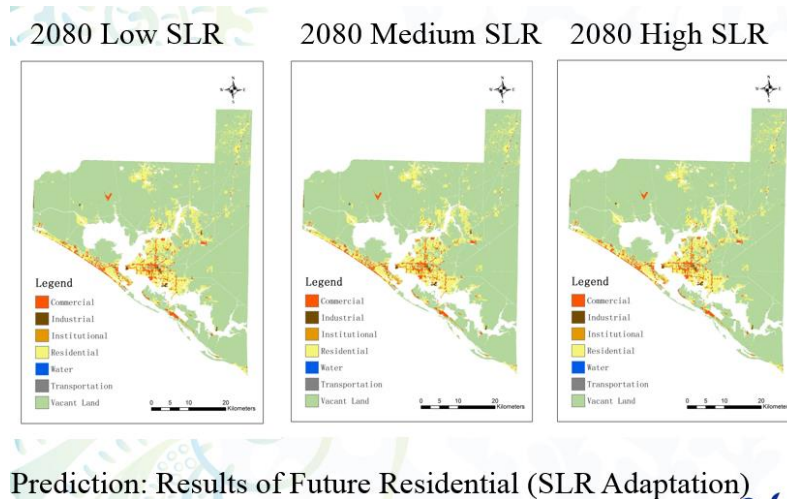 2080 Low SLR
2080 Medium SLR
2080 High SLR
N
W E
S
Legend
Commercial
Industrial
Institutional
Residential
Water
Transportation
Vacant Land
0 5 10 20
Kilometers
N
W E
S
Legend
Commercial
Industrial
Institutional
Residential
Water
Transportation
Vacant Land
0 5 10 20
Kilometers
N
W E
S
Legend
Commercial
Industrial
Institutional
Residential
Water
Transportation
Vacant Land
0 5 10 20
Kilometers
Prediction: Results of Future Residential (SLR Adaptation)